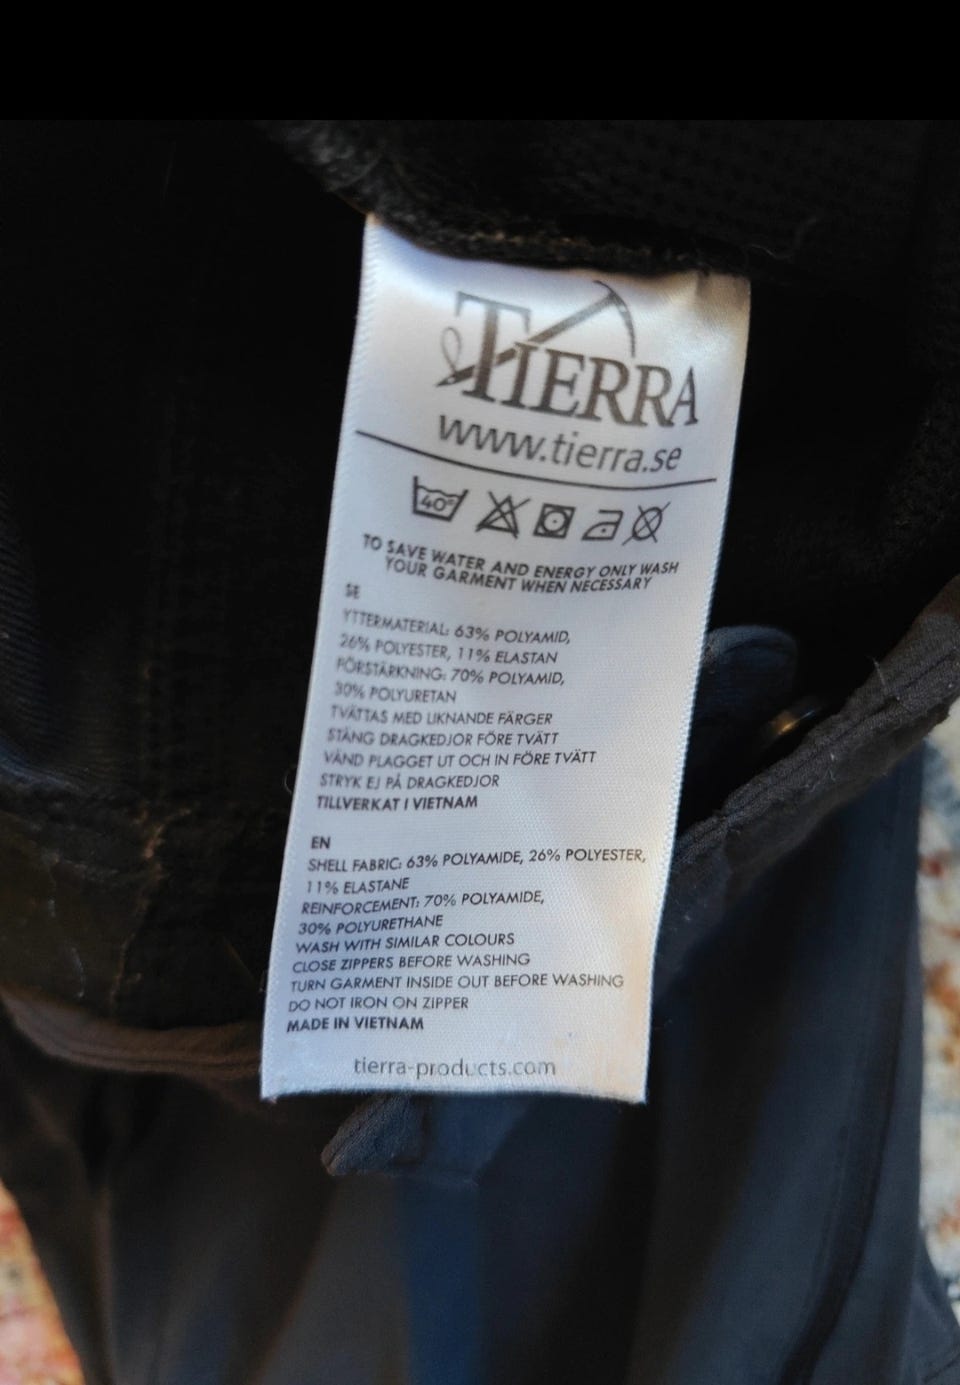 TIERRA
www.tierra.se
40°
TO SAVE WATER AND ENERGY ONLY WASH
YOUR GARMENT WHEN NECESSARY
SE
YTTERMATERIAL: 63% POLYAMID,
26% POLYESTER, 11% ELASTAN
FÖRSTÄRKNING: 70% POLYAMID,
30% POLYURETAN
TVÄTTAS MED LIKNANDE FÄRGER
STÄNG DRAGKEDJOR FÖRE TVÄTT
VÄND PLAGGET UT OCH IN FÖRE TVÄTT
STRYK EJ PÅ DRAGKEDJOR
TILLVERKAT I VIETNAM
EN
SHELL FABRIC: 63% POLYAMIDE, 26% POLYESTER,
11% ELASTANE
REINFORCEMENT: 70% POLYAMIDE,
30% POLYURETHANE
WASH WITH SIMILAR COLOURS
CLOSE ZIPPERS BEFORE WASHING
TURN GARMENT INSIDE OUT BEFORE WASHING
DO NOT IRON ON ZIPPER
MADE IN VIETNAM
tierra-products.com